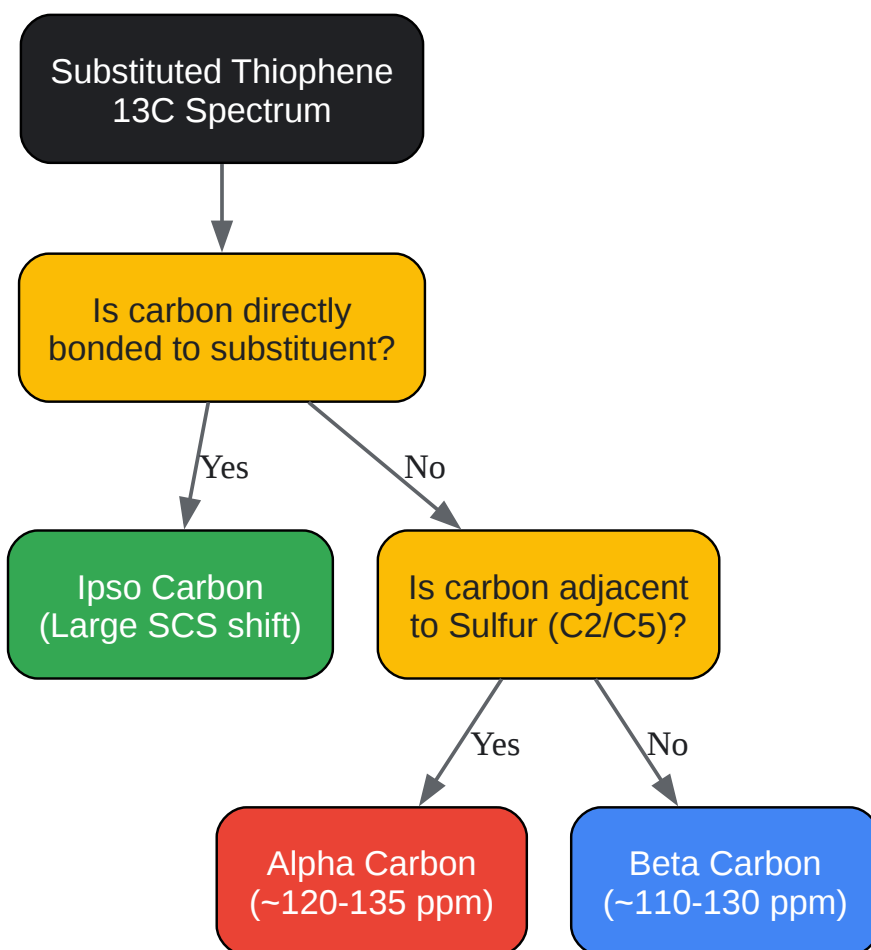 Substituted Thiophene
13C Spectrum
Is carbon directly
bonded to substituent?
Yes
No
Ipso Carbon
(Large SCS shift)
Is carbon adjacent
to Sulfur (C2/C5)?
Yes
No
Alpha Carbon
(~120-135 ppm)
Beta Carbon
(~110-130 ppm)